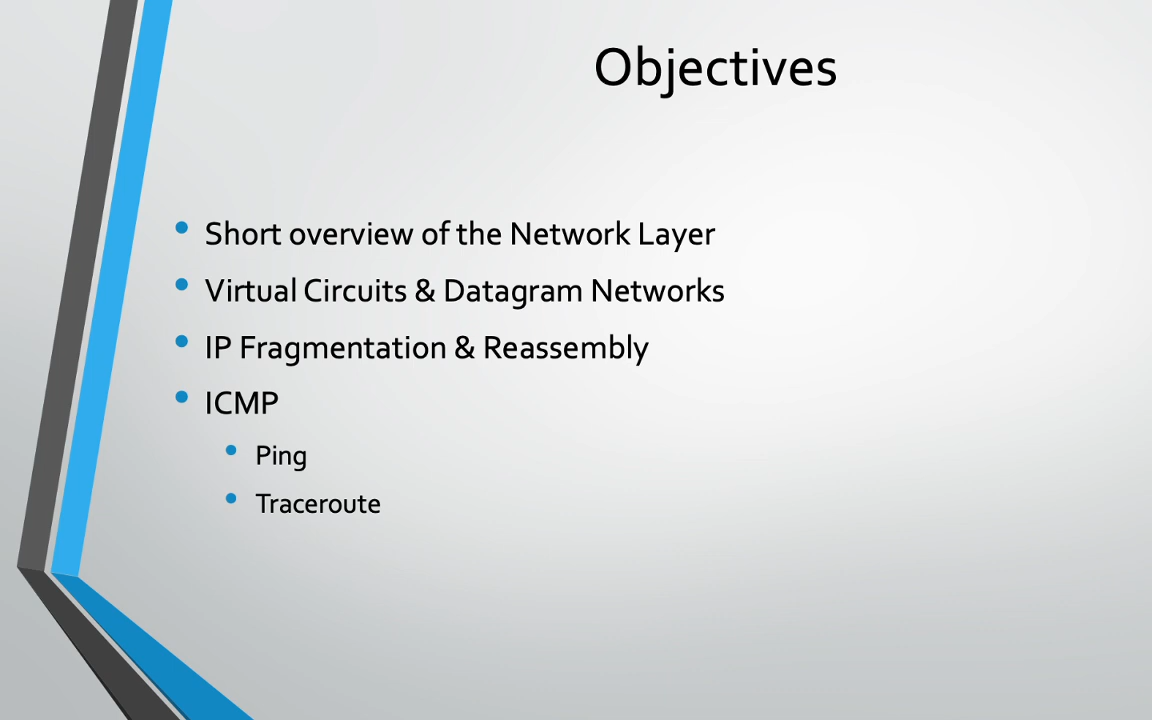 Objectives
Short overview of the Network Layer
Virtual Circuits & Datagram Networks
IP Fragmentation & Reassembly
ICMP
Ping
Traceroute